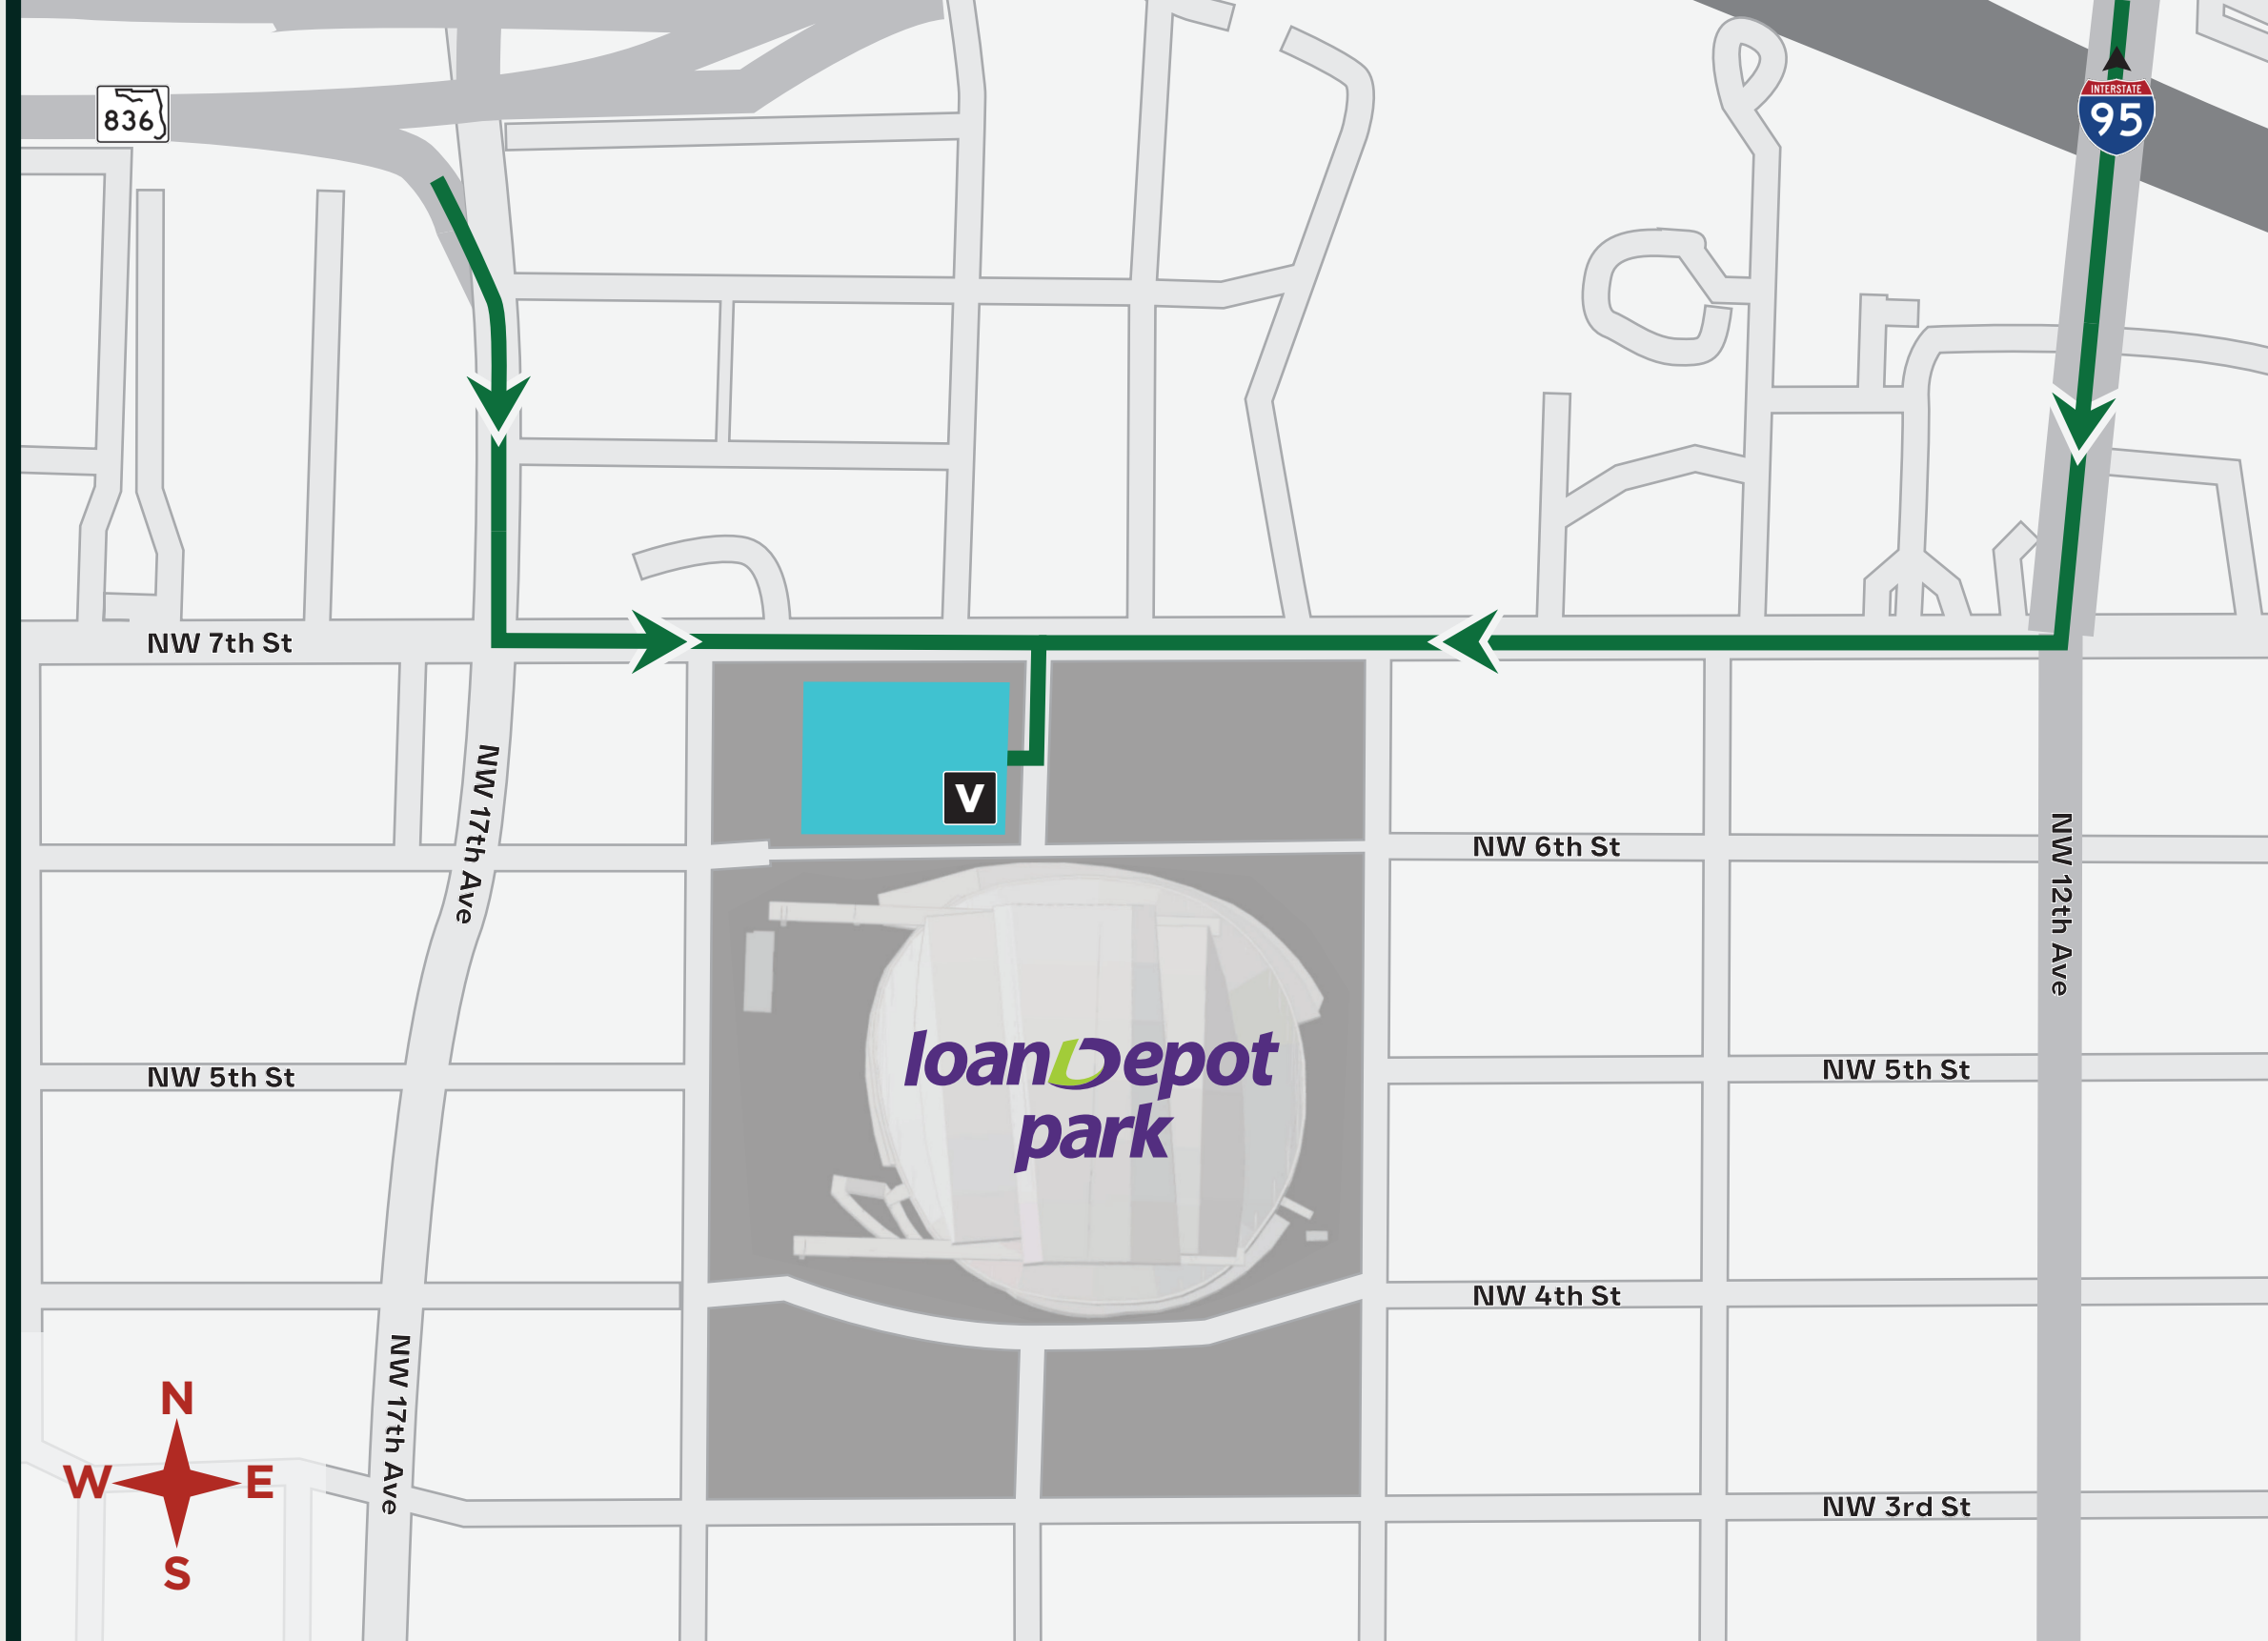 INTERSTATE
95
836
NW 7th St
V
NW 17th Ave
NW 6th St
NW 12th Ave
loanDepot
park
NW 5th St
NW 5th St
NW 4th St
NW 17th Ave
N
W E
S
NW 3rd St